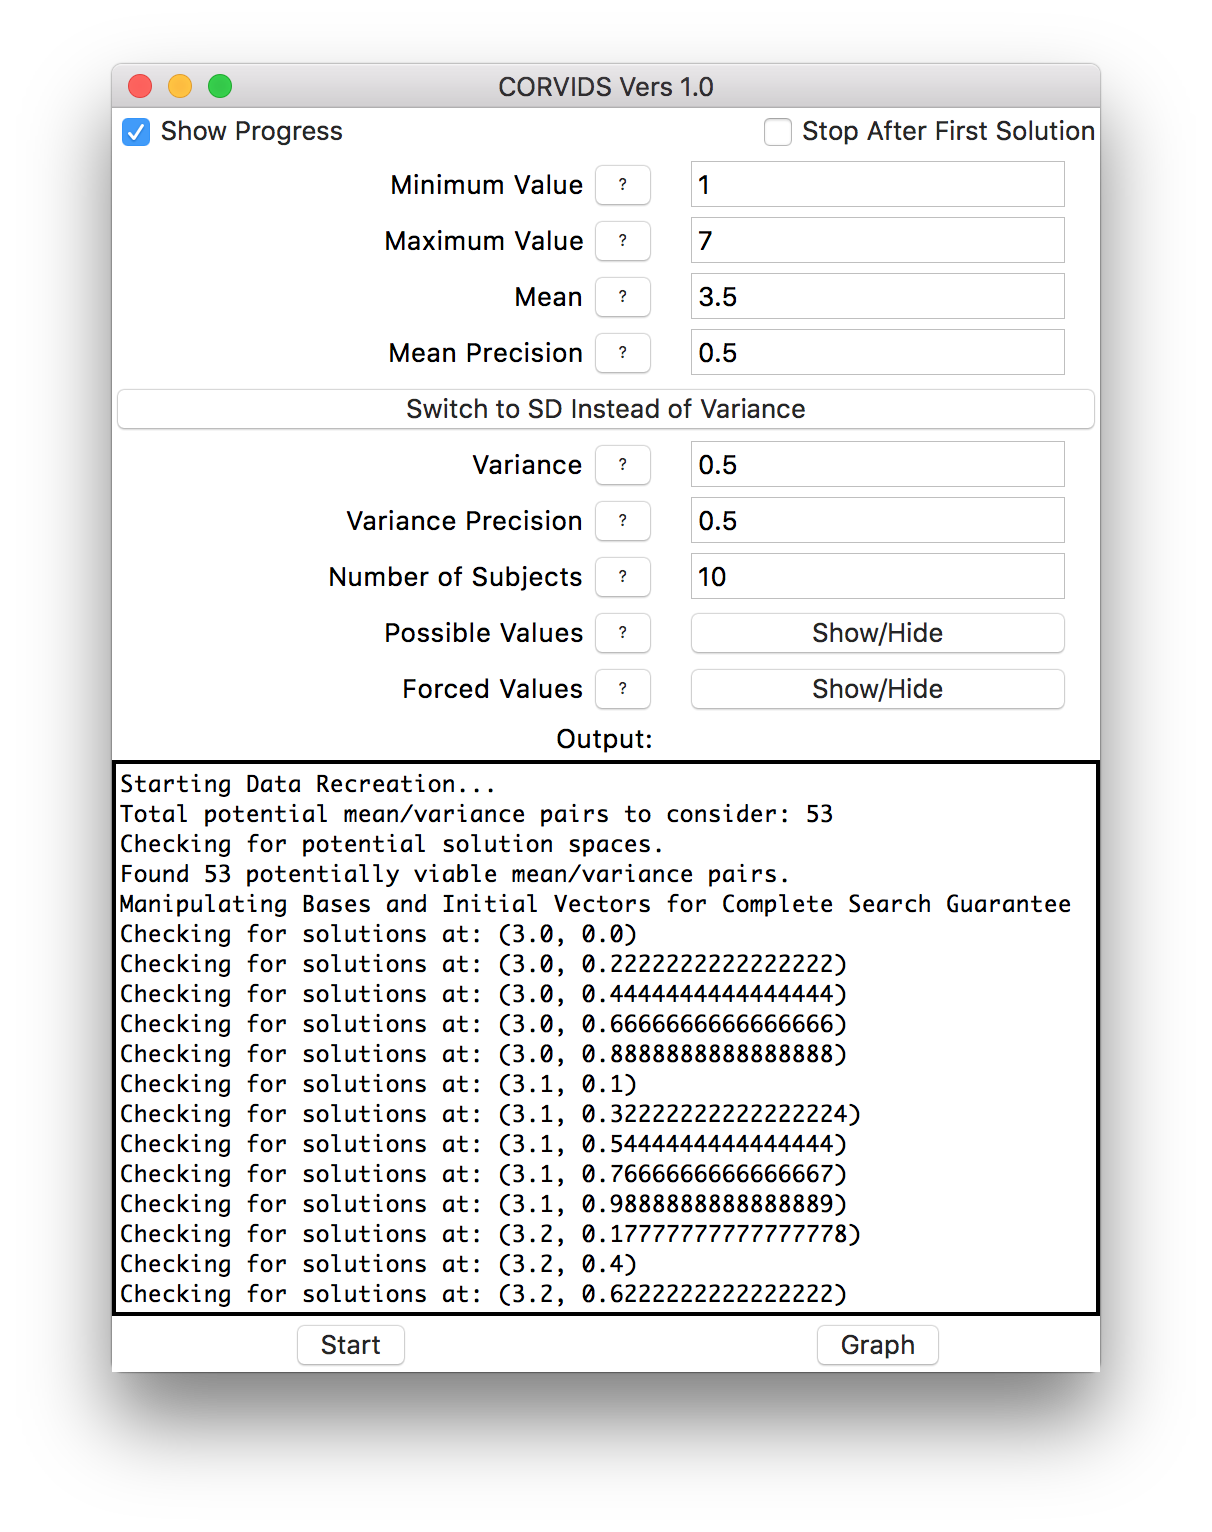 CORVIDS Vers 1.0
Show Progress
Stop After First Solution
Minimum Value ? 1
Maximum Value ? 7
Mean ? 3.5
Mean Precision ? 0.5
Switch to SD Instead of Variance
Variance ? 0.5
Variance Precision ? 0.5
Number of Subjects ? 10
Possible Values ? Show/Hide
Forced Values ? Show/Hide
Output:
Starting Data Recreation...
Total potential mean/variance pairs to consider: 53
Checking for potential solution spaces.
Found 53 potentially viable mean/variance pairs.
Manipulating Bases and Initial Vectors for Complete Search Guarantee
Checking for solutions at: (3.0, 0.0)
Checking for solutions at: (3.0, 0.2222222222222222)
Checking for solutions at: (3.0, 0.4444444444444444)
Checking for solutions at: (3.0, 0.6666666666666666)
Checking for solutions at: (3.0, 0.8888888888888888)
Checking for solutions at: (3.1, 0.1)
Checking for solutions at: (3.1, 0.32222222222222224)
Checking for solutions at: (3.1, 0.5444444444444444)
Checking for solutions at: (3.1, 0.7666666666666667)
Checking for solutions at: (3.1, 0.9888888888888889)
Checking for solutions at: (3.2, 0.17777777777777778)
Checking for solutions at: (3.2, 0.4)
Checking for solutions at: (3.2, 0.6222222222222222)
Start
Graph